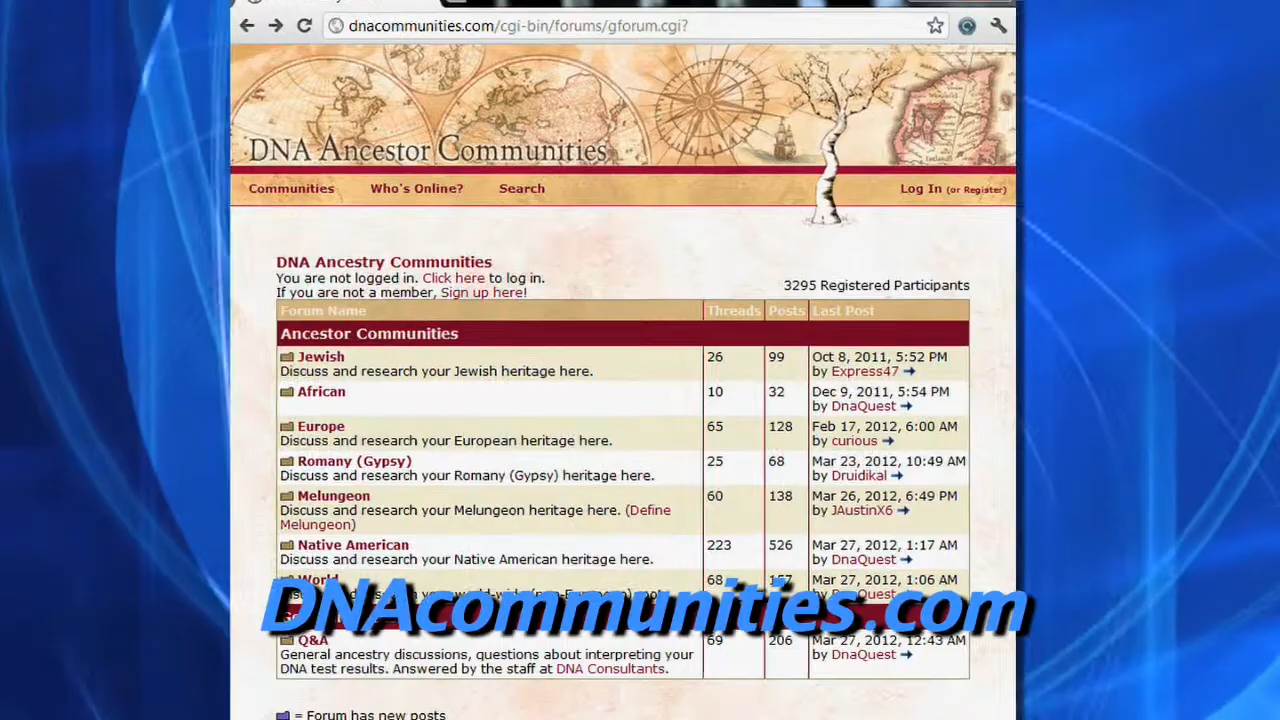 dnacommunities.com/cgi-bin/forums/gforum.cgi?
DNA Ancestor Communities
Communities Who's Online? Search Log In (or Register)
DNA Ancestry Communities
You are not logged in. Click here to log in.
If you are not a member, Sign up here!
3295 Registered Participants
Forum Name Threads Posts Last Post
Ancestor Communities
Jewish 26 99 Oct 8, 2011, 5:52 PM
Discuss and research your Jewish heritage here. by Express47
African 10 32 Dec 9, 2011, 5:54 PM
by DnaQuest
Europe 65 128 Feb 17, 2012, 6:00 AM
Discuss and research your European heritage here. by curious
Romany (Gypsy) 25 68 Mar 23, 2012, 10:49 AM
Discuss and research your Romany (Gypsy) heritage here. by Druidikal
Melungeon 60 138 Mar 26, 2012, 6:49 PM
Discuss and research your Melungeon heritage here. (Define by JAustinX6
Melungeon)
Native American 223 526 Mar 27, 2012, 1:17 AM
Discuss and research your Native American heritage here. by DnaQuest
World 68 Mar 27, 2012, 1:06 AM
DNAcommunities.com
Q&A 69 206 Mar 27, 2012, 12:43 AM
General ancestry discussions, questions about interpreting your by DnaQuest
DNA test results. Answered by the staff at DNA Consultants.
= Forum has new posts